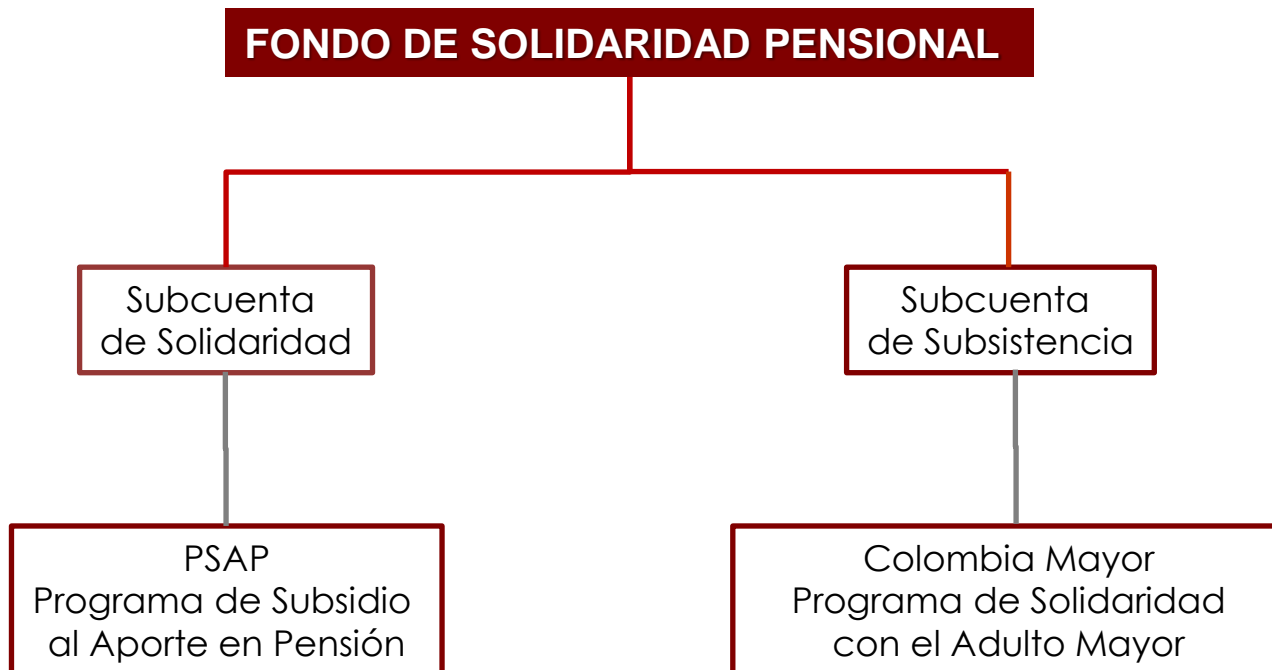 FONDO DE SOLIDARIDAD PENSIONAL
Subcuenta
de Solidaridad
Subcuenta
de Subsistencia
PSAP
Programa de Subsidio
al Aporte en Pensión
Colombia Mayor
Programa de Solidaridad
con el Adulto Mayor